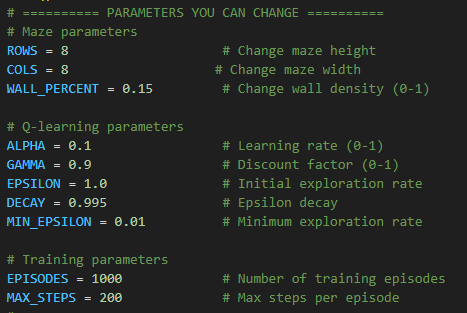 # ========== PARAMETERS YOU CAN CHANGE ==========
# Maze parameters
ROWS = 8 # Change maze height
COLS = 8 # Change maze width
WALL_PERCENT = 0.15 # Change wall density (0-1)
# Q-learning parameters
ALPHA = 0.1 # Learning rate (0-1)
GAMMA = 0.9 # Discount factor (0-1)
EPSILON = 1.0 # Initial exploration rate
DECAY = 0.995 # Epsilon decay
MIN_EPSILON = 0.01 # Minimum exploration rate
# Training parameters
EPISODES = 1000 # Number of training episodes
MAX_STEPS = 200 # Max steps per episode